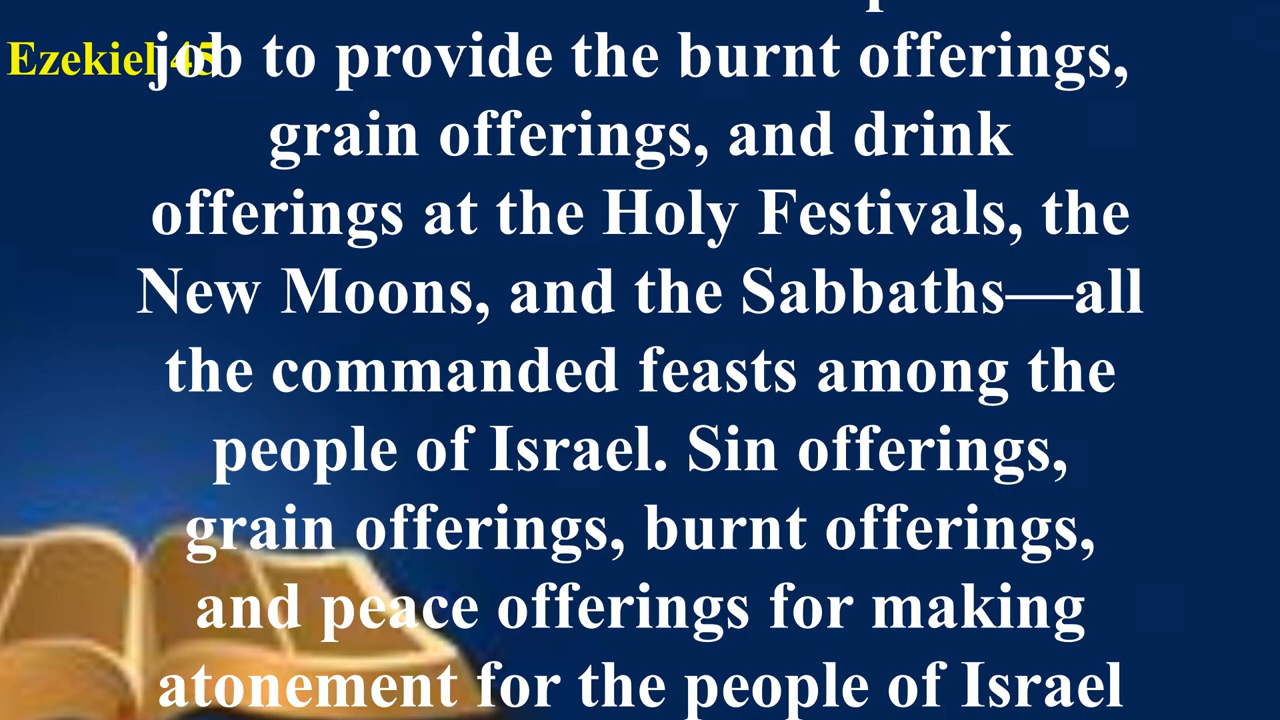 Ezekiel 45
job to provide the burnt offerings,
grain offerings, and drink
offerings at the Holy Festivals, the
New Moons, and the Sabbaths—all
the commanded feasts among the
people of Israel. Sin offerings,
grain offerings, burnt offerings,
and peace offerings for making
atonement for the people of Israel